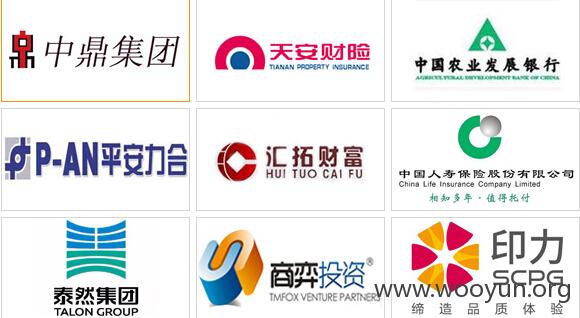 中鼎集团
天安财险
TIANAN PROPERTY INSURANCE
中国农业发展银行
AGRICULTURAL DEVELOPMENT BANK OF CHINA
P-AN平安力合
汇拓财富
HUI TUO CAI FU
中国人寿保险股份有限公司
China Life Insurance Company Limited
相知多年·值得托付
泰然集团
TALON GROUP
商弈投资®
TMFOX VENTURE PARTNERS
印力
SCPG
缔造品质体验
www.wooyun.org